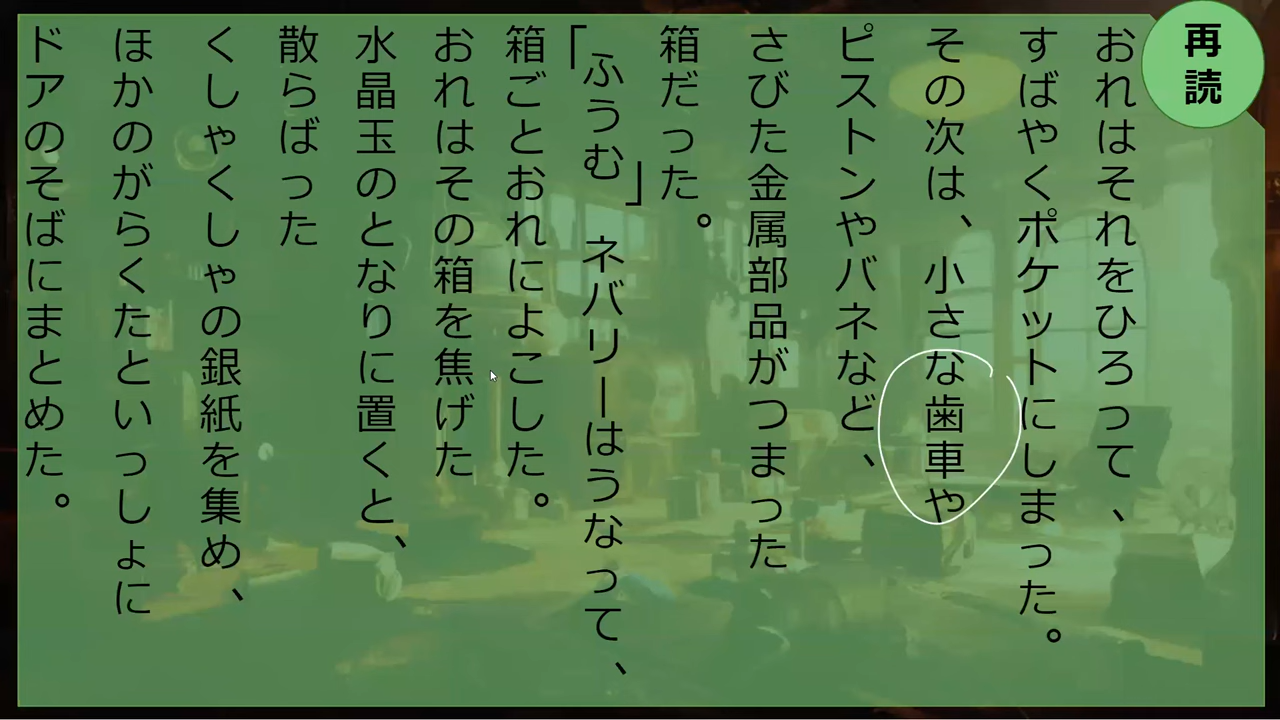 再読
おれはそれをひろって、
すばやくポケットにしまった。
その次は、小さな歯車や
ピストンやバネなど、
さびた金属部品がつまった
箱だった。
「ふうむ」ネバリーはうなって、
箱ごとおれによこした。
おれはその箱を焦げた
水晶玉のとなりに置くと、
散らばった
くしゃくしゃの銀紙を集め、
ほかのがらくたといっしょに
ドアのそばにまとめた。